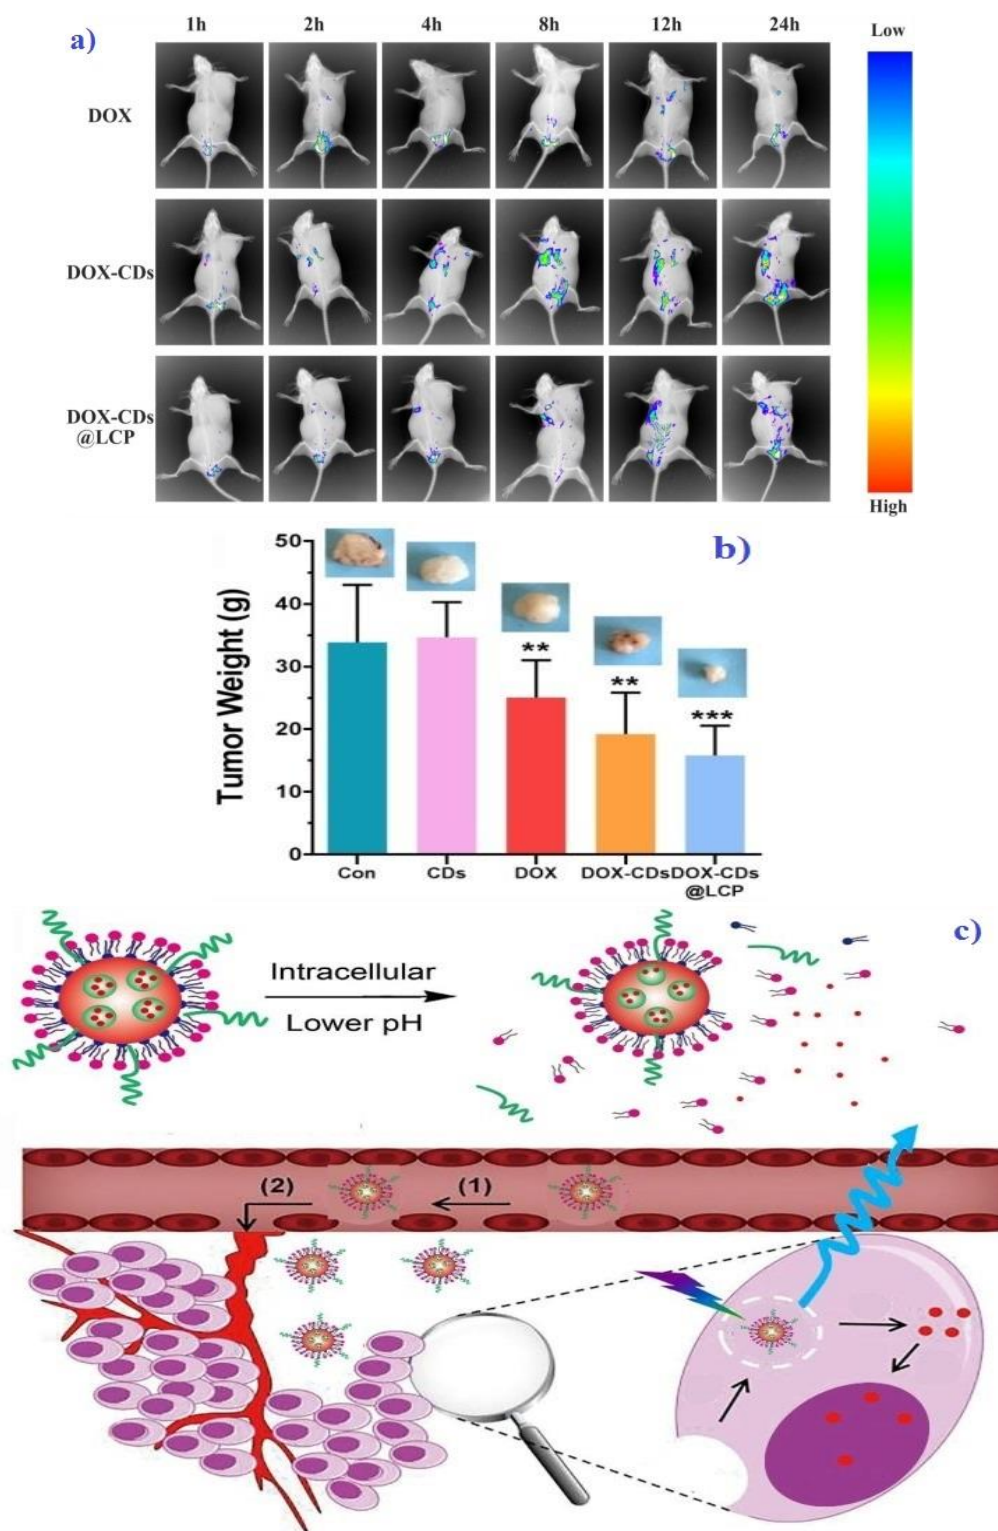 a)
1h 2h 4h 8h 12h 24h
Low
DOX
DOX-CDs
DOX-CDs
@LCP
High
b)
Tumor Weight (g)
50
40
30
20
10
0
**
**
***
Con CDs DOX DOX-CDs DOX-CDs
@LCP
c)
Intracellular
Lower pH
(2) (1)